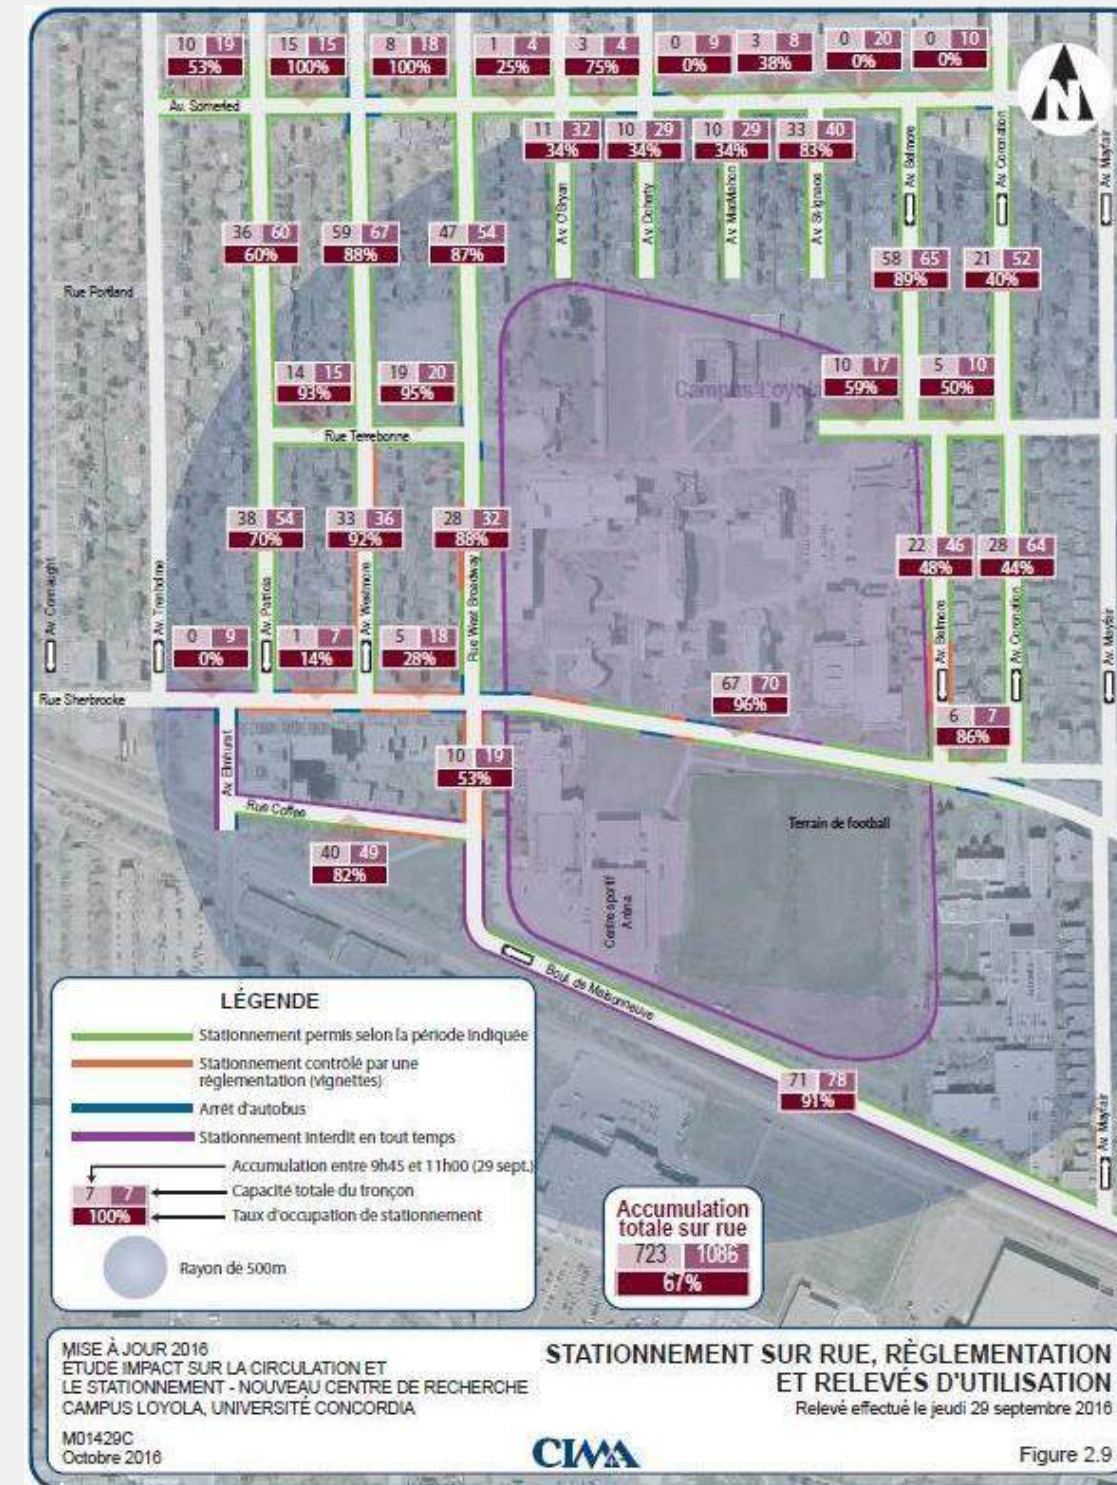 10 19 15 15 8 18 1 4 3 4 0 9 3 8 0 20 0 10
53% 100% 100% 25% 75% 0% 38% 0% 0%
N
Av. Somerled
11 32 10 29 10 29 33 40
34% 34% 34% 83%
Av. O'Bryan
Av. Doherty
Av. MacMahon
Av. St-Ignatius
Av. Belmore
Av. Coronation
Av. Mayfair
36 60 59 67 47 54
60% 88% 87%
58 65 21 52
89% 40%
Rue Portland
14 15 19 20
93% 95%
10 17 5 10
59% 50%
Campus Loyola
Rue Terrebonne
38 54 33 36 28 32
70% 92% 88%
22 46 28 64
48% 44%
Av. Connaught
Av. Trenholme
Av. Patricia
Av. Westmore
Rue West Broadway
Av. Belmore
Av. Coronation
Av. Mayfair
0 9 1 7 5 18
0% 14% 28%
67 70
96%
6 7
86%
Rue Sherbrooke
Av. Elmhurst
10 19
53%
Rue Coffee
40 49
82%
Terrain de football
Centre sportif
Aréna
Boul. de Maisonneuve
71 78
91%
Av. Mayfair
LÉGENDE
Stationnement permis selon la période indiquée
Stationnement contrôlé par une
réglementation (vignettes)
Arrêt d'autobus
Stationnement interdit en tout temps
Accumulation entre 9h45 et 11h00 (29 sept.)
Capacité totale du tronçon
Taux d'occupation de stationnement
7 7
100%
Rayon de 500m
Accumulation
totale sur rue
723 1086
67%
MISE À JOUR 2016
ÉTUDE IMPACT SUR LA CIRCULATION ET
LE STATIONNEMENT - NOUVEAU CENTRE DE RECHERCHE
CAMPUS LOYOLA, UNIVERSITÉ CONCORDIA
M01429C
Octobre 2016
CIMA
STATIONNEMENT SUR RUE, RÈGLEMENTATION
ET RELEVÉS D'UTILISATION
Relevé effectué le jeudi 29 septembre 2016
Figure 2.9